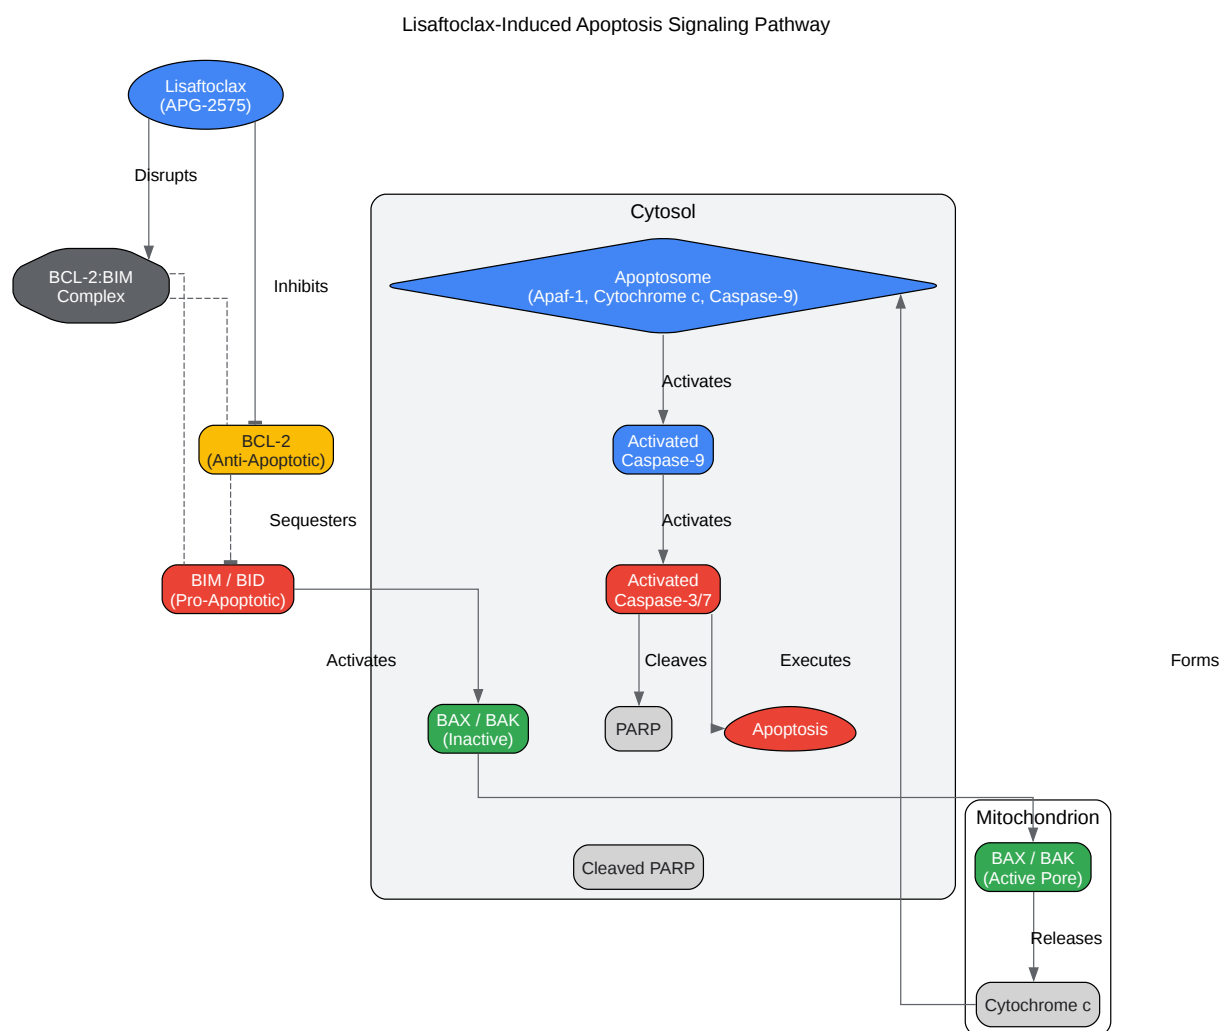 Lisaftoclax-Induced Apoptosis Signaling Pathway
Lisaftoclax
(APG-2575)
Disrupts
Cytosol
BCL-2:BIM
Complex
Inhibits
Apoptosome
(Apaf-1, Cytochrome c, Caspase-9)
Activates
BCL-2
(Anti-Apoptotic)
Activated
Caspase-9
Sequesters
Activates
BIM / BID
(Pro-Apoptotic)
Activated
Caspase-3/7
Activates
Cleaves
Executes
Forms
BAX / BAK
(Inactive)
PARP
Apoptosis
Mitochondrion
Cleaved PARP
BAX / BAK
(Active Pore)
Releases
Cytochrome c